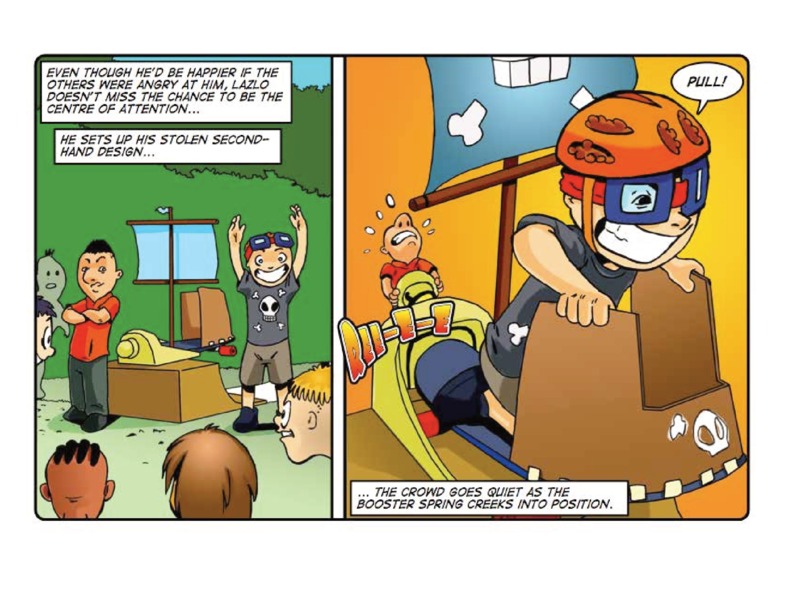 EVEN THOUGH HE'D BE HAPPIER IF THE
OTHERS WERE ANGRY AT HIM, LAZLO
DOESN'T MISS THE CHANCE TO BE THE
CENTRE OF ATTENTION...
HE SETS UP HIS STOLEN SECOND-
HAND DESIGN...
PULL!
RII-E-E
... THE CROWD GOES QUIET AS THE
BOOSTER SPRING CREEKS INTO POSITION.